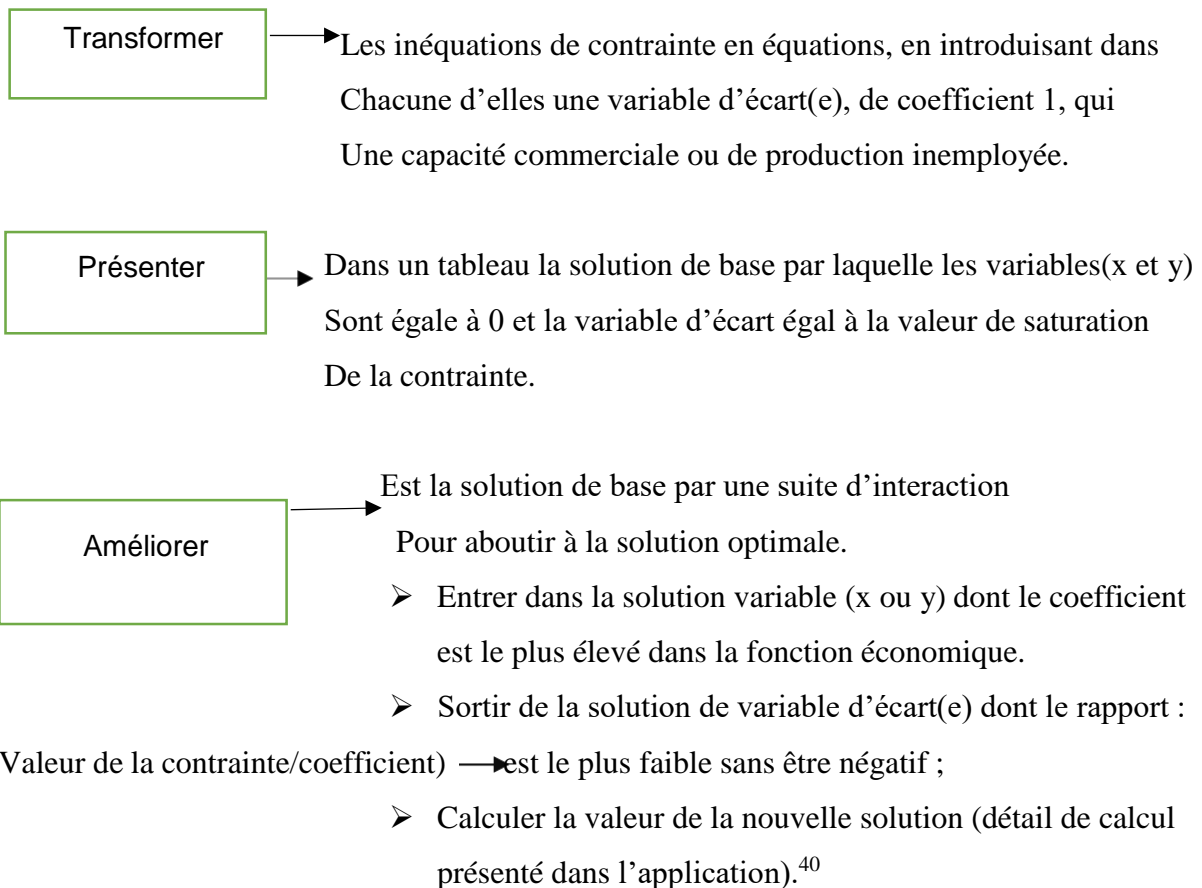 Transformer
Les inéquations de contrainte en équations, en introduisant dans
Chacune d’elles une variable d’écart(e), de coefficient 1, qui
Une capacité commerciale ou de production inemployée.
Présenter
Dans un tableau la solution de base par laquelle les variables(x et y)
Sont égale à 0 et la variable d’écart égal à la valeur de saturation
De la contrainte.
Améliorer
Est la solution de base par une suite d’interaction
Pour aboutir à la solution optimale.
➢ Entrer dans la solution variable (x ou y) dont le coefficient
est le plus élevé dans la fonction économique.
➢ Sortir de la solution de variable d’écart(e) dont le rapport :
Valeur de la contrainte/coefficient) est le plus faible sans être négatif ;
➢ Calculer la valeur de la nouvelle solution (détail de calcul
présenté dans l’application).40